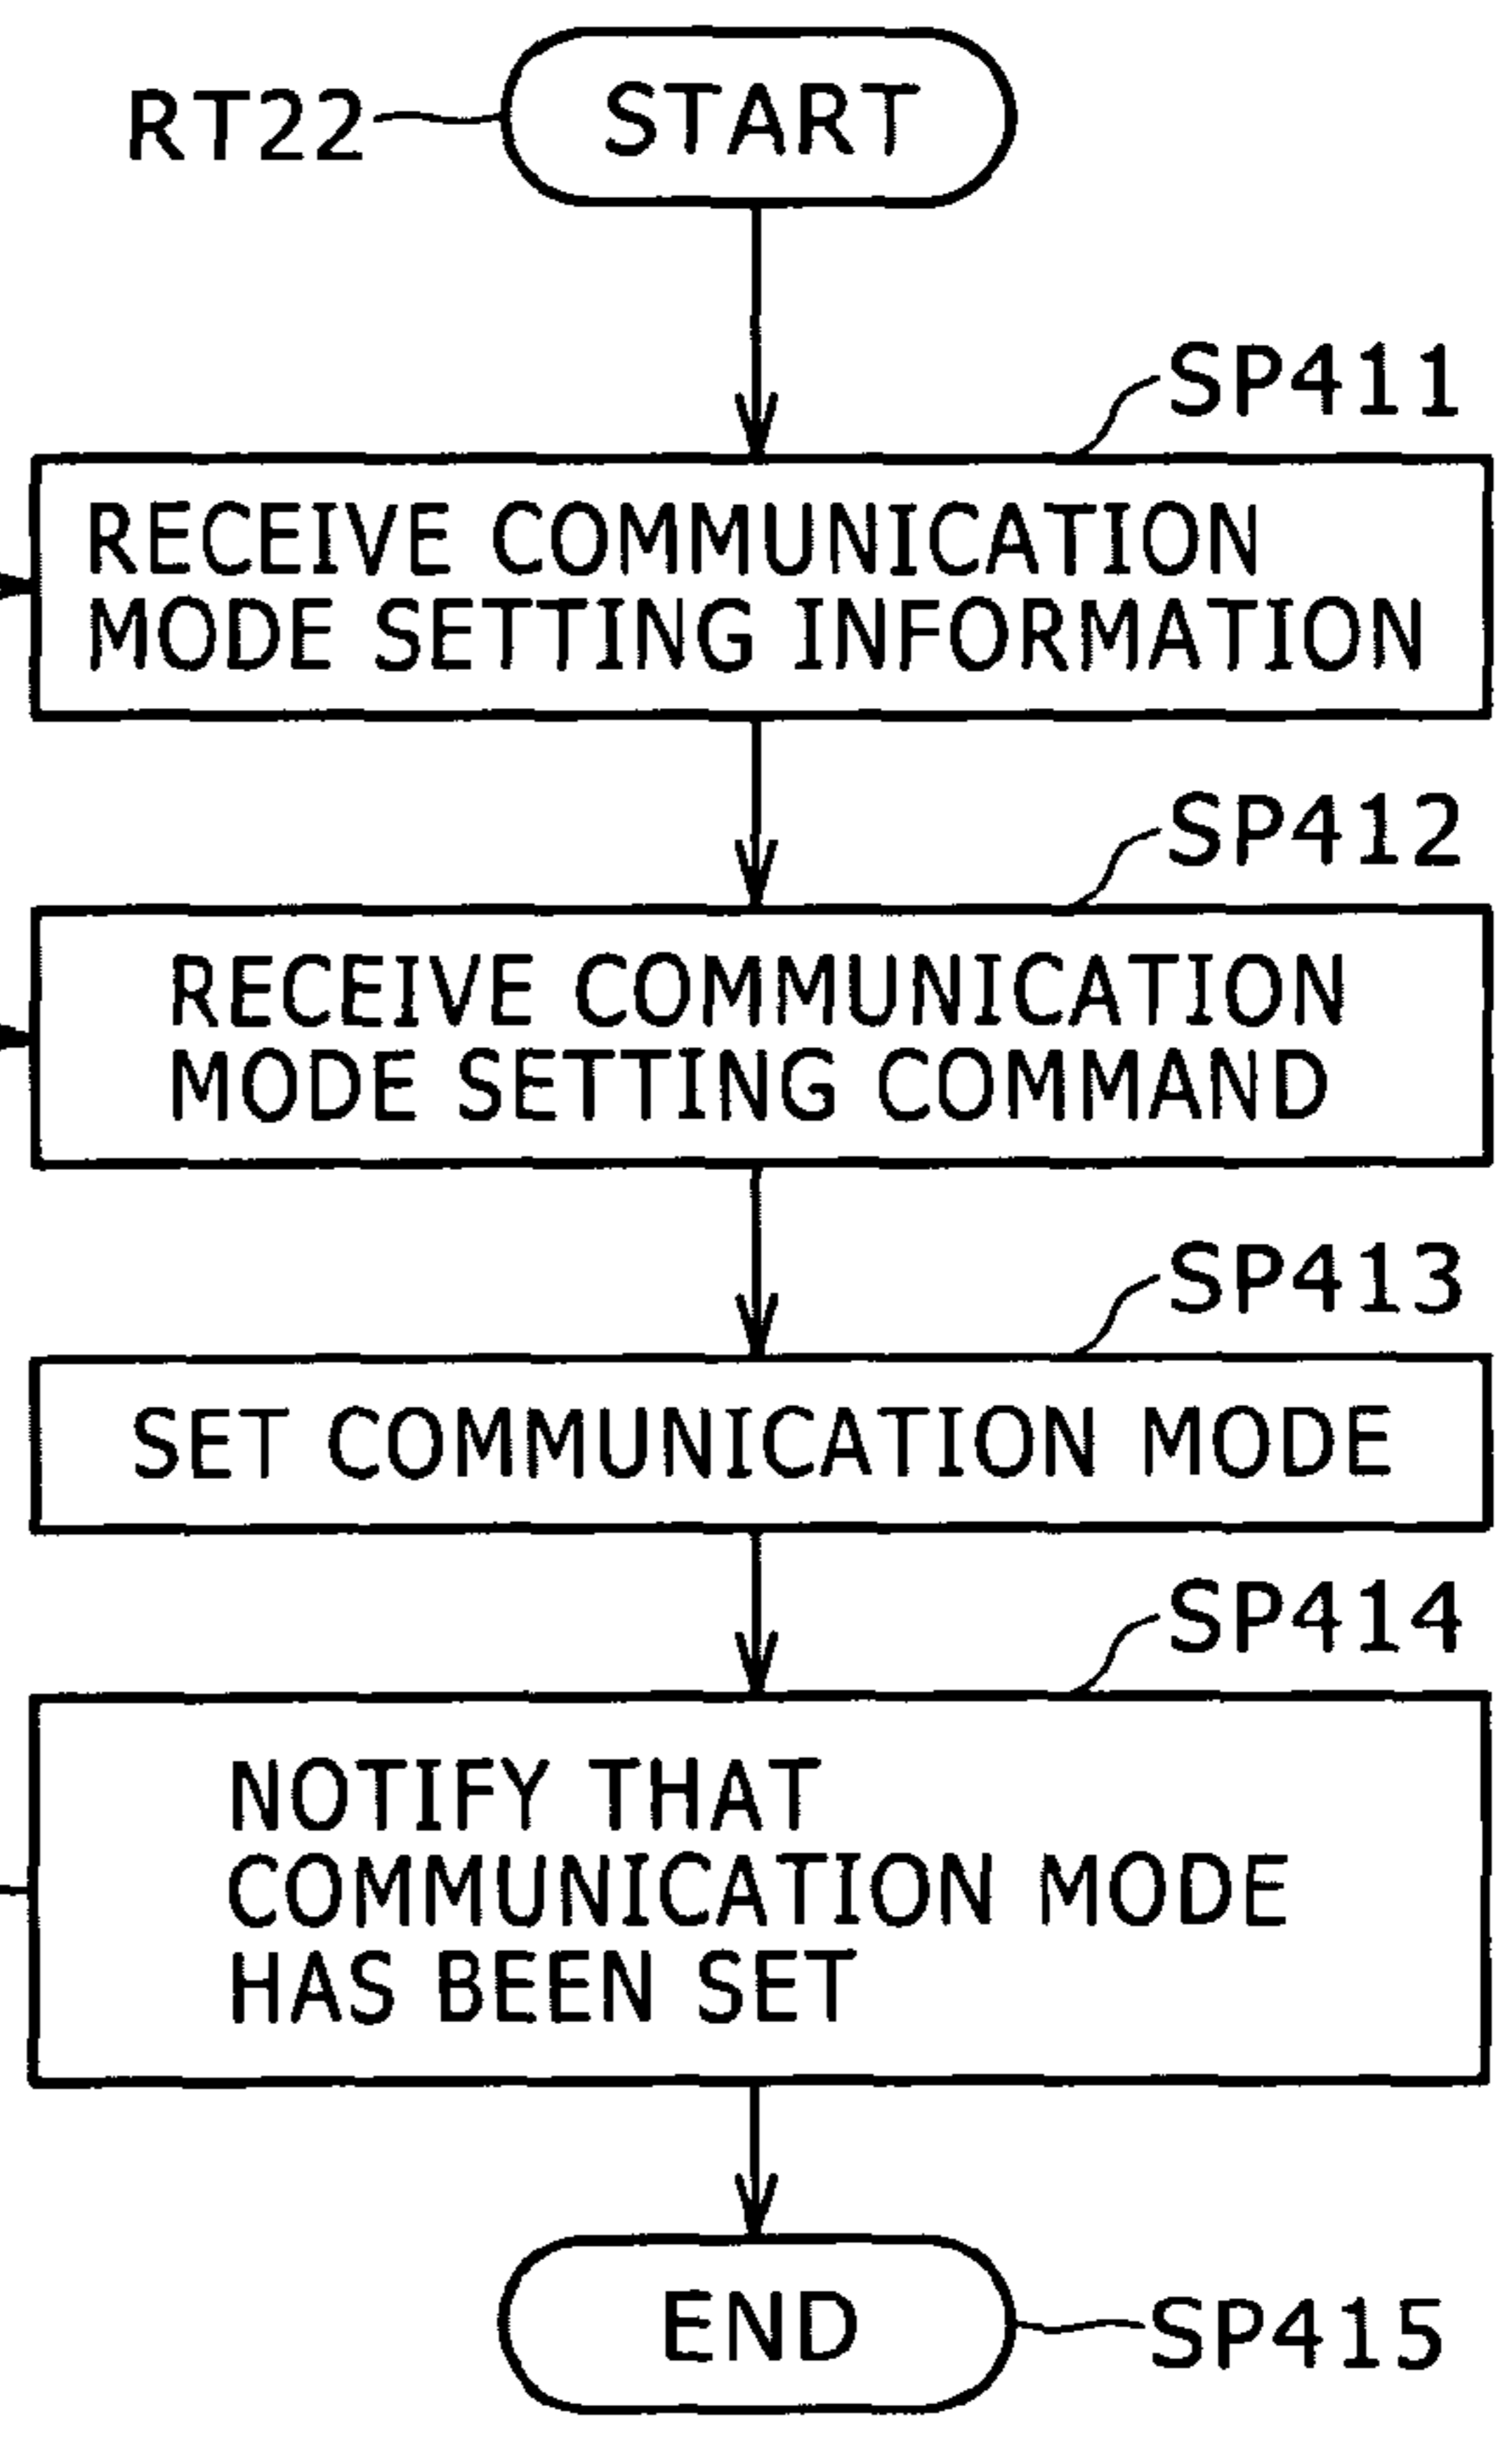 RT22
START
SP411
RECEIVE COMMUNICATION
MODE SETTING INFORMATION
SP412
RECEIVE COMMUNICATION
MODE SETTING COMMAND
SP413
SET COMMUNICATION MODE
SP414
NOTIFY THAT
COMMUNICATION MODE
HAS BEEN SET
END
SP415